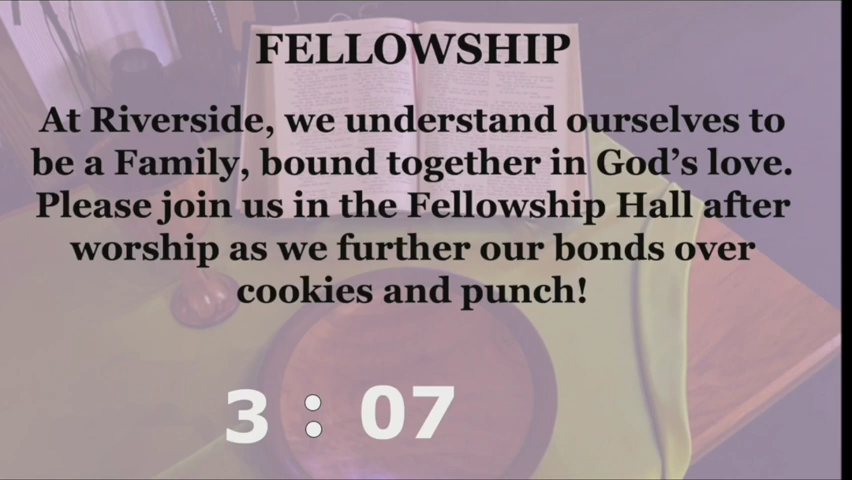 FELLOWSHIP
At Riverside, we understand ourselves to
be a Family, bound together in God's love.
Please join us in the Fellowship Hall after
worship as we further our bonds over
cookies and punch!
3 : 07